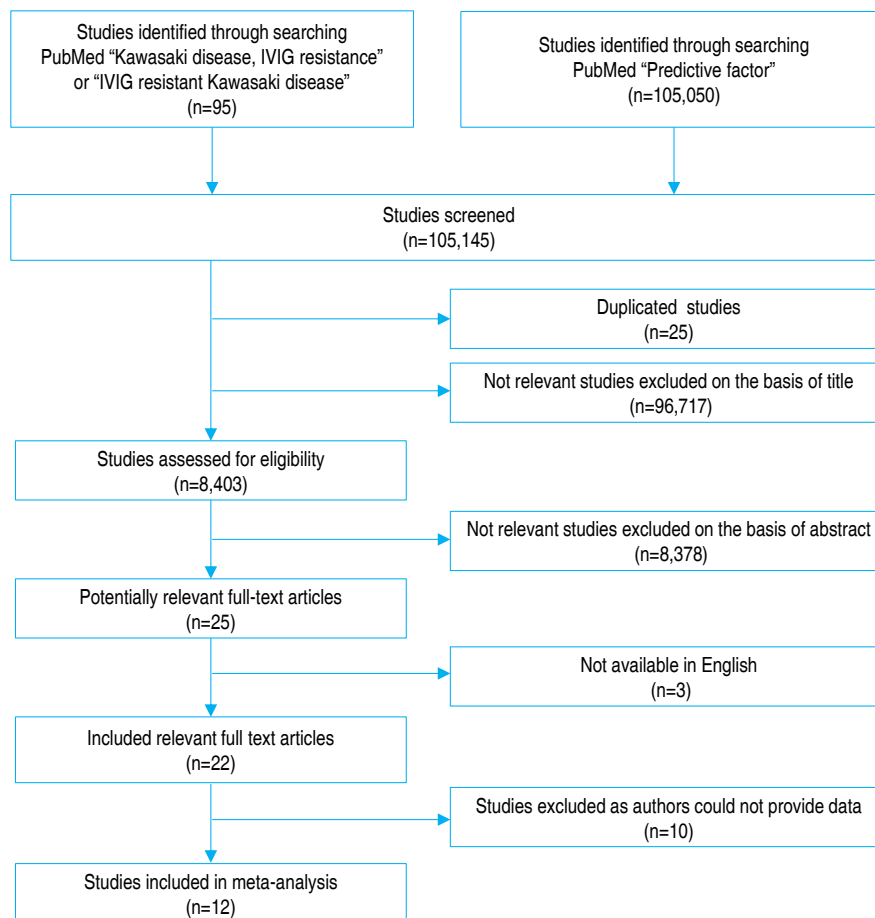 Studies identified through searching
PubMed “Kawasaki disease, IVIG resistance”
or “IVIG resistant Kawasaki disease”
(n=95)
Studies identified through searching
PubMed “Predictive factor”
(n=105,050)
Studies screened
(n=105,145)
Duplicated studies
(n=25)
Not relevant studies excluded on the basis of title
(n=96,717)
Studies assessed for eligibility
(n=8,403)
Not relevant studies excluded on the basis of abstract
(n=8,378)
Potentially relevant full-text articles
(n=25)
Not available in English
(n=3)
Included relevant full text articles
(n=22)
Studies excluded as authors could not provide data
(n=10)
Studies included in meta-analysis
(n=12)